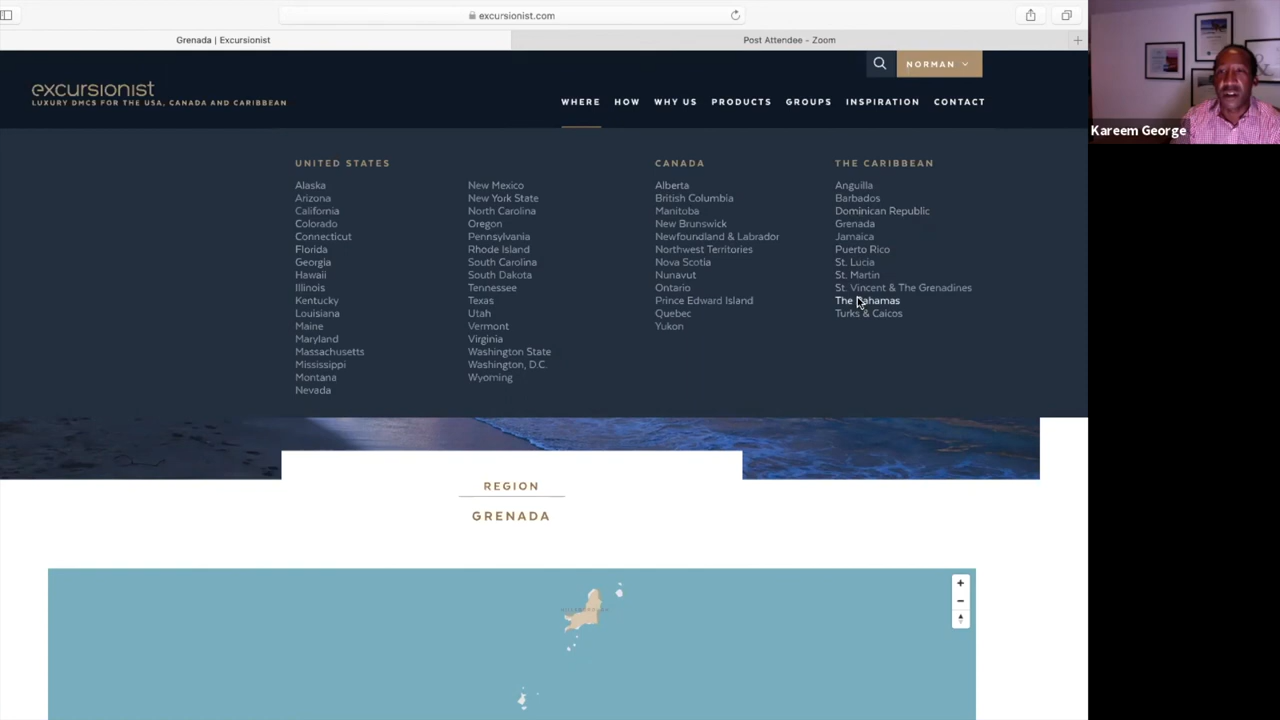 excursionist.com
Grenada | Excursionist
Post Attendee - Zoom
NORMAN
excursionist
LUXURY DMCS FOR THE USA, CANADA AND CARIBBEAN
WHERE HOW WHY US PRODUCTS GROUPS INSPIRATION CONTACT
Kareem George
UNITED STATES
Alaska
Arizona
California
Colorado
Connecticut
Florida
Georgia
Hawaii
Illinois
Kentucky
Louisiana
Maine
Maryland
Massachusetts
Mississippi
Montana
Nevada
New Mexico
New York State
North Carolina
Oregon
Pennsylvania
Rhode Island
South Carolina
South Dakota
Tennessee
Texas
Utah
Vermont
Virginia
Washington State
Washington, D.C.
Wyoming
CANADA
Alberta
British Columbia
Manitoba
New Brunswick
Newfoundland & Labrador
Northwest Territories
Nova Scotia
Nunavut
Ontario
Prince Edward Island
Quebec
Yukon
THE CARIBBEAN
Anguilla
Barbados
Dominican Republic
Grenada
Jamaica
Puerto Rico
St. Lucia
St. Martin
St. Vincent & The Grenadines
The Bahamas
Turks & Caicos
REGION
GRENADA